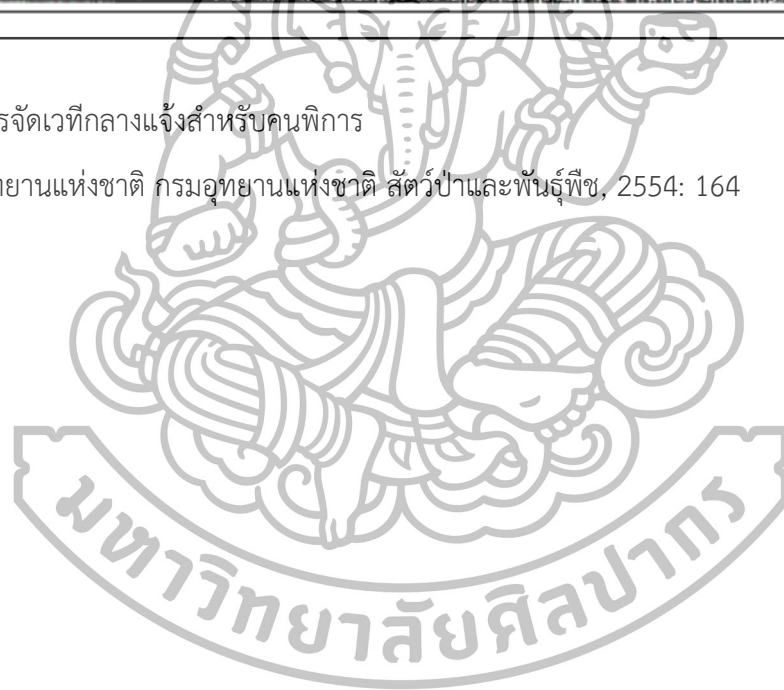 รจัดเวทีกลางแจ้งสำหรับคนพิการ
ทยานแห่งชาติ กรมอุทยานแห่งชาติ สัตว์ป่าและพันธุ์พืช, 2554: 164
มหาวิทยาลัยศิลปากร